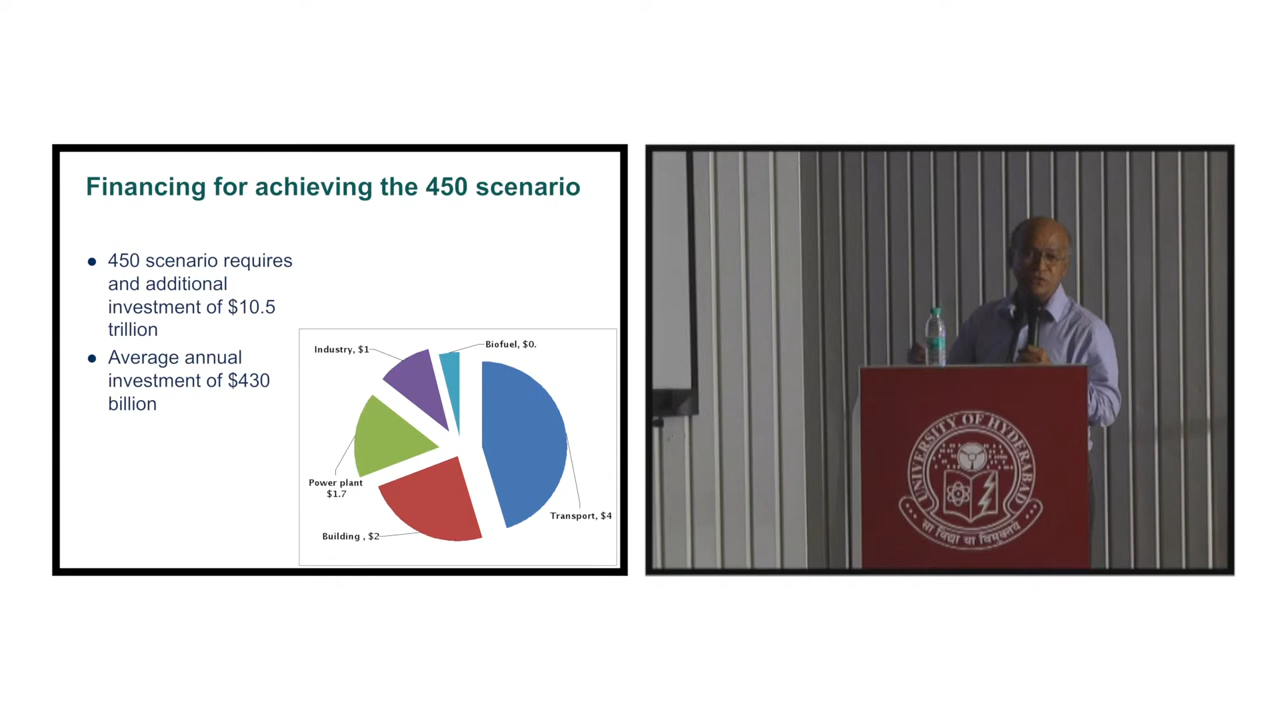 Financing for achieving the 450 scenario
● 450 scenario requires
and additional
investment of $10.5
trillion
● Average annual
investment of $430
billion
Industry, $1
Biofuel, $0.
Power plant
$1.7
Building , $2
Transport, $4
UNIVERSITY OF HYDERABAD
सा विद्या या विमुक्तये